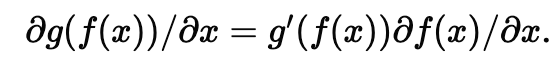 ∂g(f(x))/∂x = g′(f(x))∂f(x)/∂x.